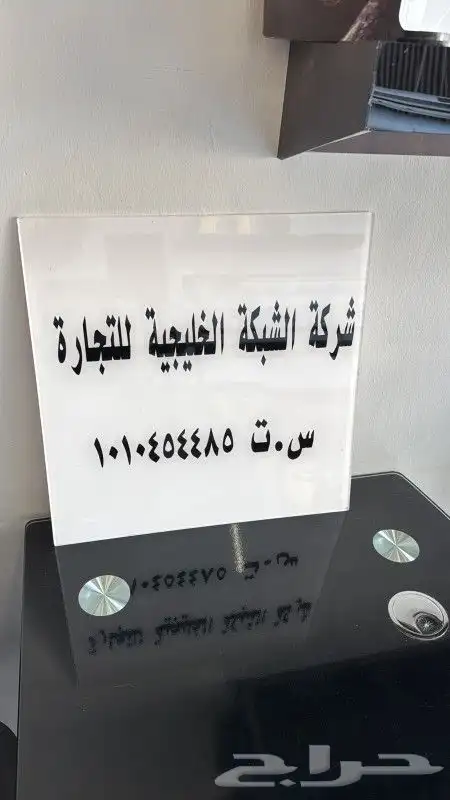 شركة الشبكة الخليجية للتجارة
س.ت ١٠١٠٤٥٤٤٨٥
حراج